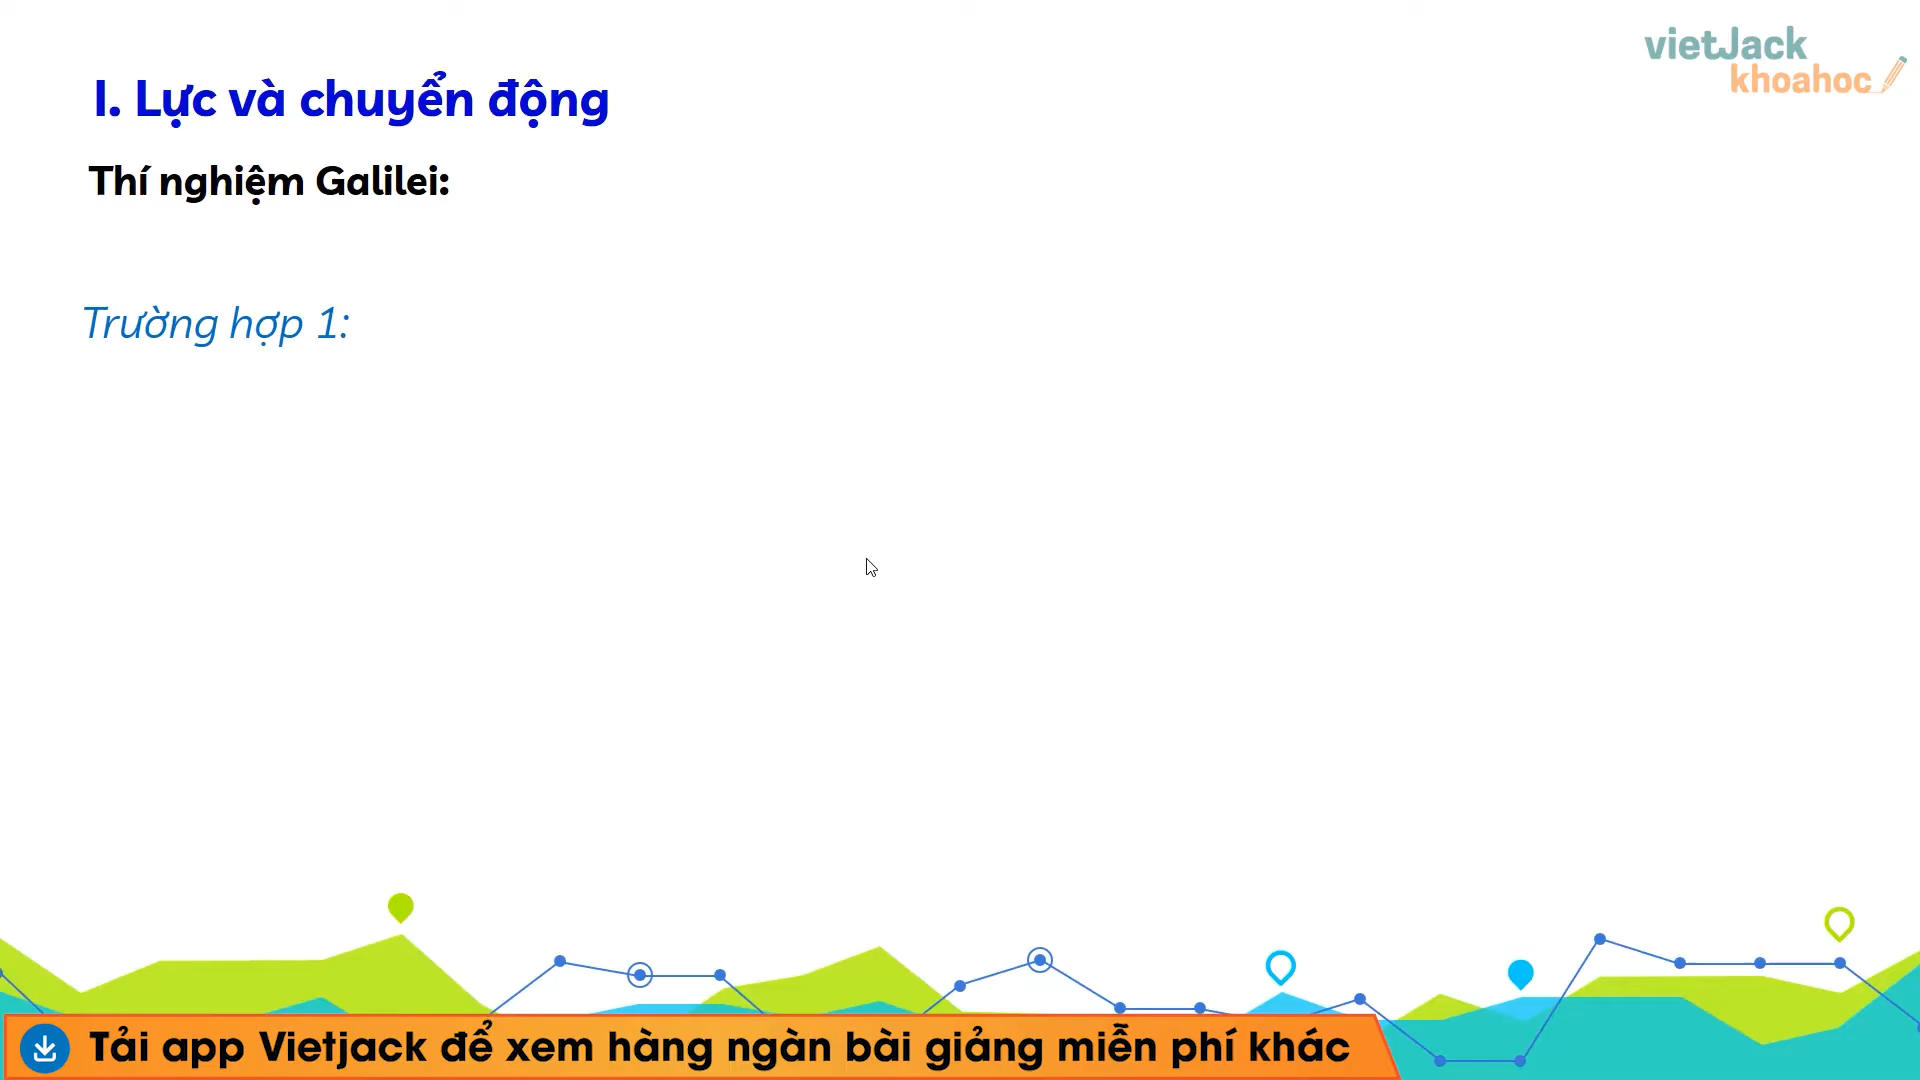 vietJack
khoahoc
I. Lực và chuyển động
Thí nghiệm Galilei:
Trường hợp 1:
Tải app Vietjack để xem hàng ngàn bài giảng miễn phí khác